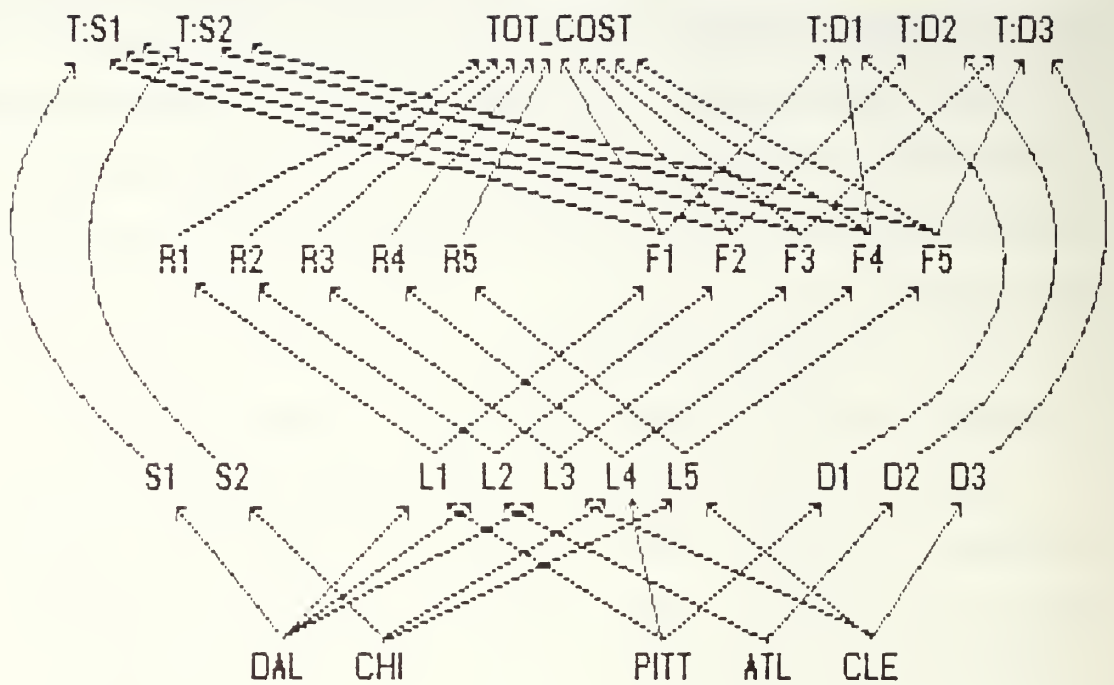 T:S1 T:S2 TOT_COST T:D1 T:D2 T:D3
R1 R2 R3 R4 R5 F1 F2 F3 F4 F5
S1 S2 L1 L2 L3 L4 L5 D1 D2 D3
DAL CHI PITT ATL CLE